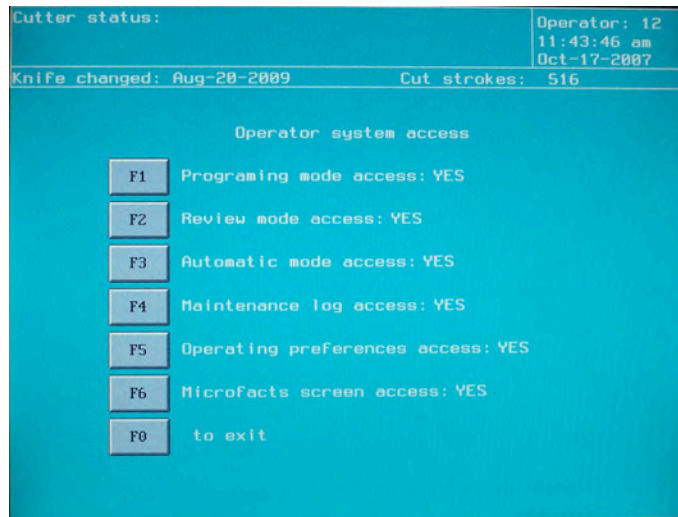 Cutter status:
Operator: 12
11:43:46 am
Oct-17-2007
Knife changed: Aug-20-2009 Cut strokes: 516
Operator system access
F1 Programing mode access: YES
F2 Review mode access: YES
F3 Automatic mode access: YES
F4 Maintenance log access: YES
F5 Operating preferences access: YES
F6 MicroFacts screen access: YES
F0 to exit